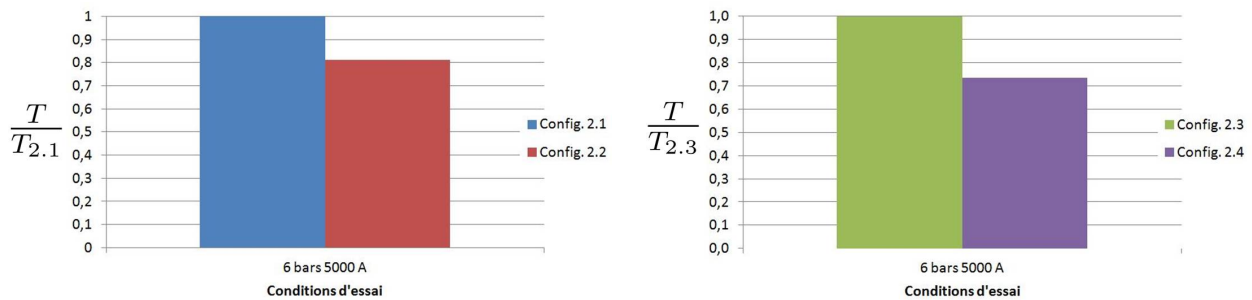 1
0,9
0,8
0,7
0,6
0,5
0,4
0,3
0,2
0,1
0
T
T2.1
Config. 2.1
Config. 2.2
6 bars 5000 A
Conditions d'essai
1,0
0,9
0,8
0,7
0,6
0,5
0,4
0,3
0,2
0,1
0,0
T
T2.3
Config. 2.3
Config. 2.4
6 bars 5000 A
Conditions d'essai